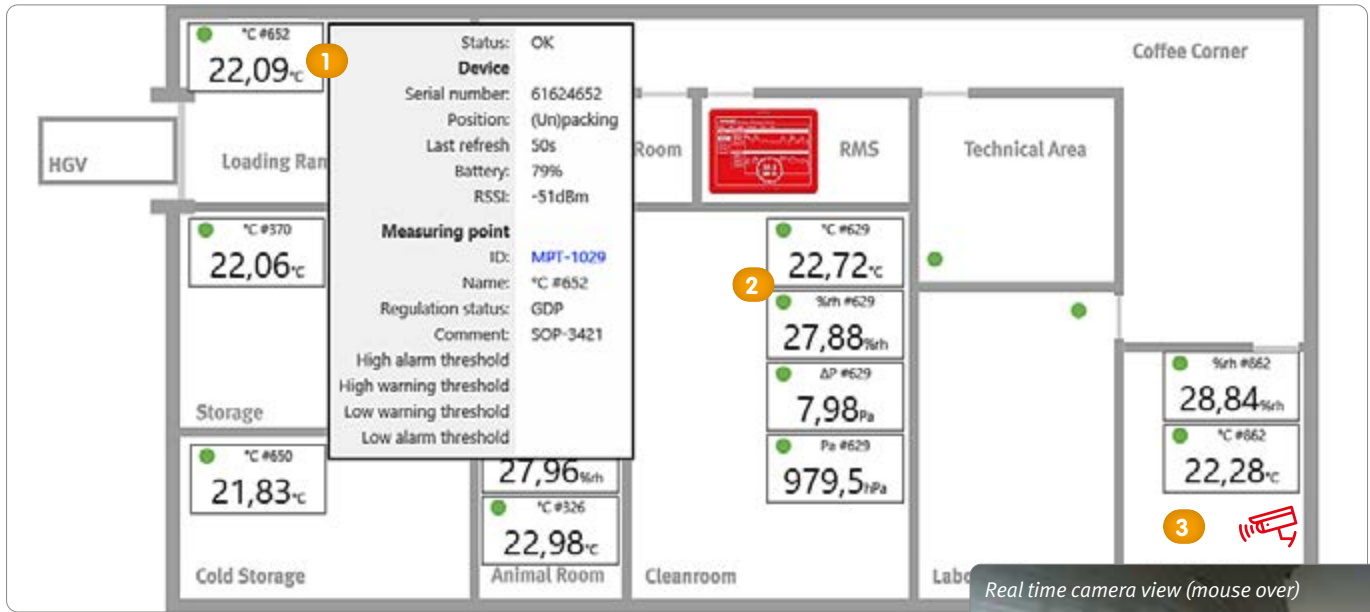 °C #652
22,09°C
1
Status: OK
Device
Serial number: 61624652
Position: (Un)packing
Last refresh 50s
Battery: 79%
RSSI: -51dBm
Measuring point
ID: MPT-1029
Name: °C #652
Regulation status: GDP
Comment: SOP-3421
High alarm threshold
High warning threshold
Low warning threshold
Low alarm threshold
Coffee Corner
HGV
Loading Ran
Room
RMS
Technical Area
°C #370
22,06°C
Storage
2
°C #629
22,72°C
%rh #629
27,88%rh
ΔP #629
7,98Pa
Pa #629
979,5hPa
%rh #862
28,84%rh
°C #862
22,28°C
3
°C #650
21,83°C
Cold Storage
27,96%rh
°C #326
22,98°C
Animal Room
Cleanroom
Labo
Real time camera view (mouse over)